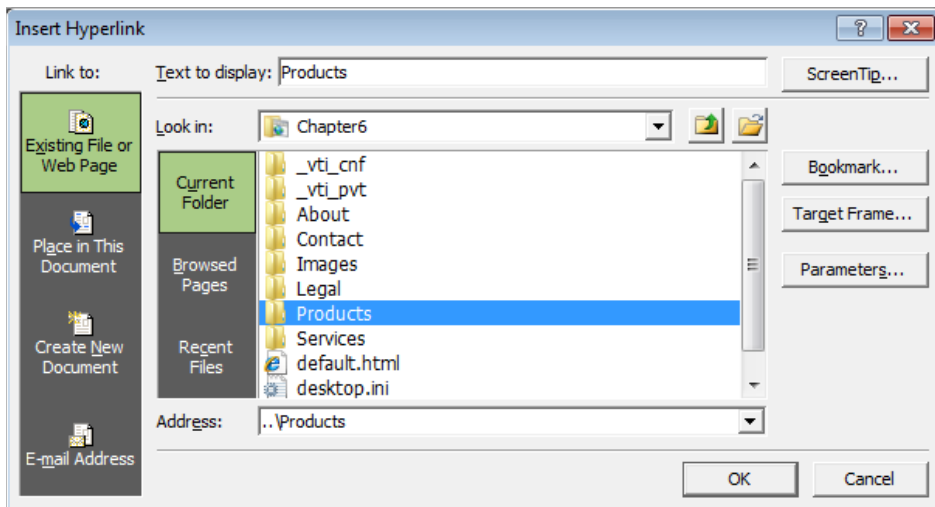 Insert Hyperlink
Link to:
Text to display: Products
ScreenTip...
Existing File or
Web Page
Place in This
Document
Create New
Document
E-mail Address
Look in:
Chapter6
Current
Folder
Browsed
Pages
Recent
Files
_vti_cnf
_vti_pvt
About
Contact
Images
Legal
Products
Services
default.html
desktop.ini
Bookmark...
Target Frame...
Parameters...
Address:
..\Products
OK
Cancel